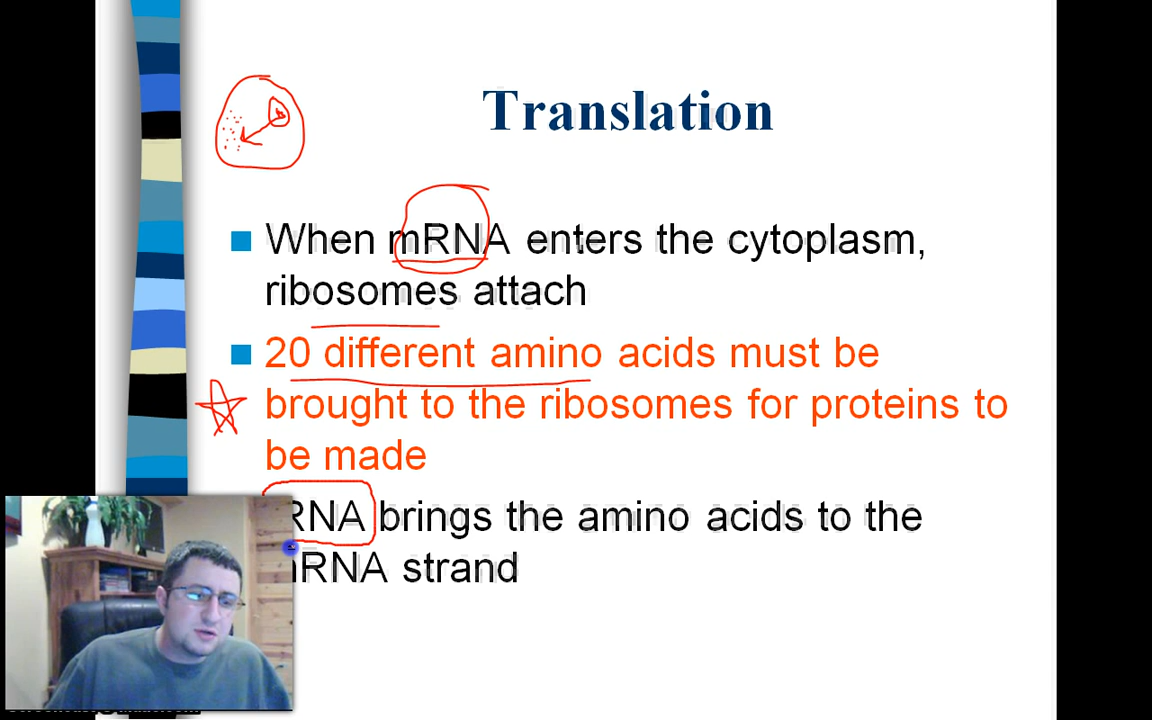 Translation
When mRNA enters the cytoplasm,
ribosomes attach
20 different amino acids must be
brought to the ribosomes for proteins to
be made
RNA brings the amino acids to the
mRNA strand